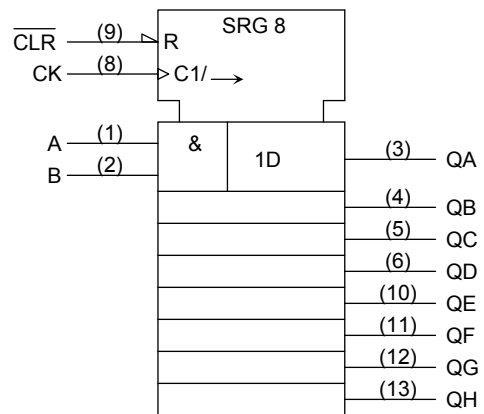 SRG 8
C̅L̅R̅ (9) R
CK (8) C1/ →
A (1) & 1D (3) QA
B (2)
(4) QB
(5) QC
(6) QD
(10) QE
(11) QF
(12) QG
(13) QH